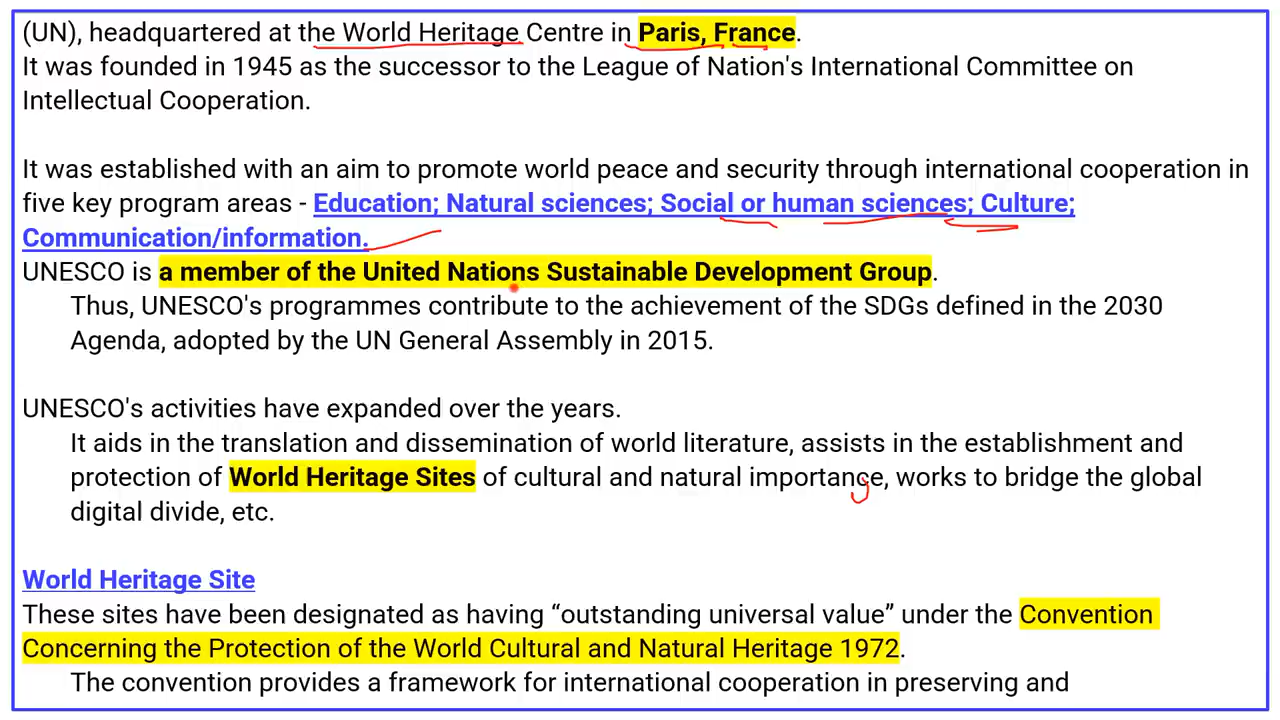 (UN), headquartered at the World Heritage Centre in Paris, France.
It was founded in 1945 as the successor to the League of Nation's International Committee on
Intellectual Cooperation.
It was established with an aim to promote world peace and security through international cooperation in
five key program areas - Education; Natural sciences; Social or human sciences; Culture;
Communication/information.
UNESCO is a member of the United Nations Sustainable Development Group.
Thus, UNESCO's programmes contribute to the achievement of the SDGs defined in the 2030
Agenda, adopted by the UN General Assembly in 2015.
UNESCO's activities have expanded over the years.
It aids in the translation and dissemination of world literature, assists in the establishment and
protection of World Heritage Sites of cultural and natural importance, works to bridge the global
digital divide, etc.
World Heritage Site
These sites have been designated as having “outstanding universal value” under the Convention
Concerning the Protection of the World Cultural and Natural Heritage 1972.
The convention provides a framework for international cooperation in preserving and